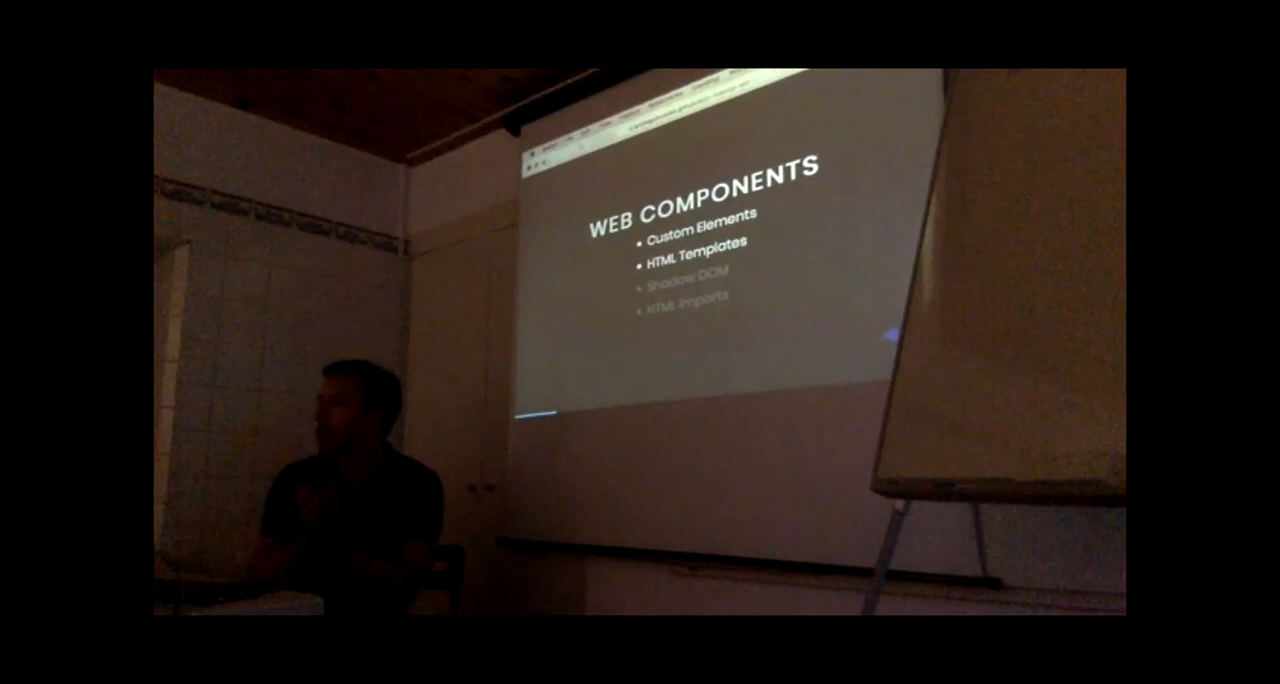 WEB COMPONENTS
• Custom Elements
• HTML Templates
• Shadow DOM
• HTML Imports